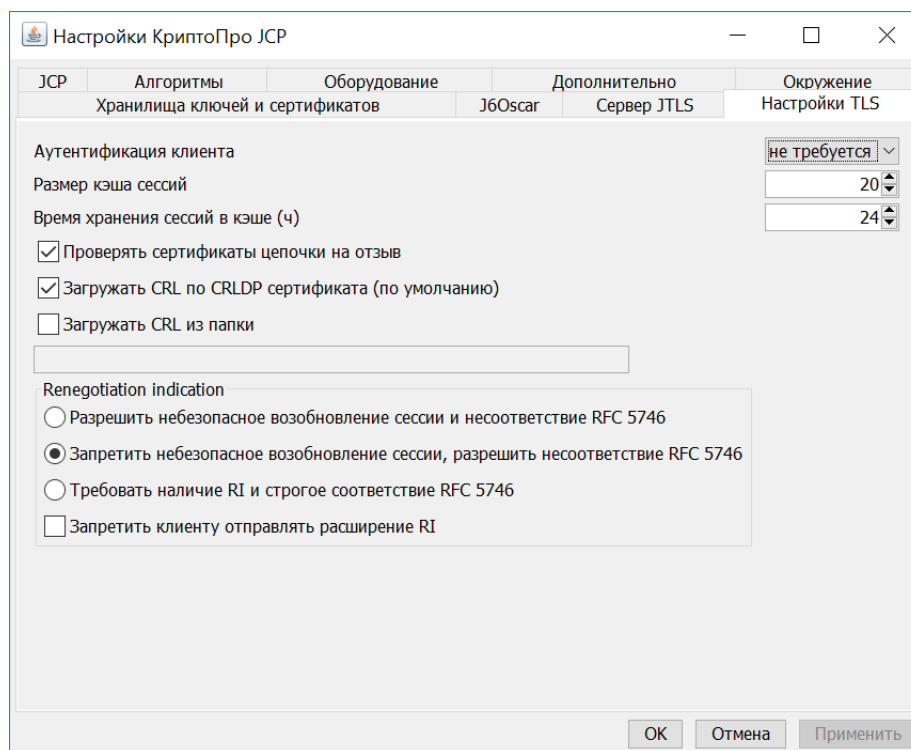 Настройки КриптоПро JCP
JCP Алгоритмы Оборудование Дополнительно Окружение
Хранилища ключей и сертификатов J6Oscar Сервер JTLS Настройки TLS
Аутентификация клиента не требуется
Размер кэша сессий 20
Время хранения сессий в кэше (ч) 24
Проверять сертификаты цепочки на отзыв
Загружать CRL по CRLDP сертификата (по умолчанию)
Загружать CRL из папки
Renegotiation indication
Разрешить небезопасное возобновление сессии и несоответствие RFC 5746
Запретить небезопасное возобновление сессии, разрешить несоответствие RFC 5746
Требовать наличие RI и строгое соответствие RFC 5746
Запретить клиенту отправлять расширение RI
OK Отмена Применить